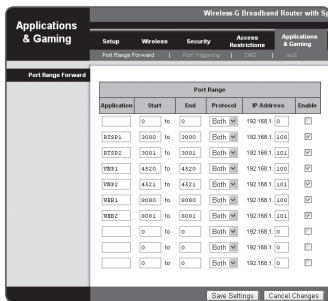 Wireless-G Broadband Router with Sp
Applications
& Gaming
Setup Wireless Security Access Restrictions Applications & Gaming
Port Range Forward | Port Triggering | DMZ | QoS
Port Range Forward
Port Range
Application Start End Protocol IP Address Enable
0 to 0 Both 192.168.1. 0
RTSP1 3000 to 3000 Both 192.168.1. 100
RTSP2 3001 to 3001 Both 192.168.1. 101
VNP1 4520 to 4520 Both 192.168.1. 100
VNP2 4521 to 4521 Both 192.168.1. 101
WEB1 8080 to 8080 Both 192.168.1. 100
WEB2 8081 to 8081 Both 192.168.1. 101
0 to 0 Both 192.168.1. 0
0 to 0 Both 192.168.1. 0
0 to 0 Both 192.168.1. 0
Save Settings Cancel Changes